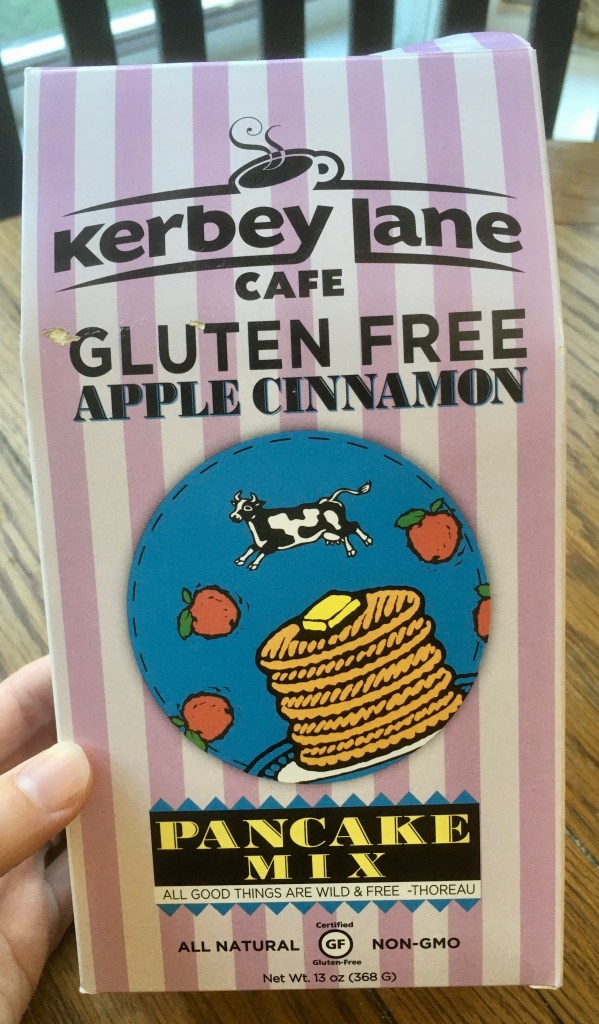 Kerbey Lane
CAFE
GLUTEN FREE
APPLE CINNAMON
PANCAKE
MIX
ALL GOOD THINGS ARE WILD & FREE -THOREAU
Certified
ALL NATURAL GF NON-GMO
Gluten-Free
Net Wt. 13 oz (368 G)